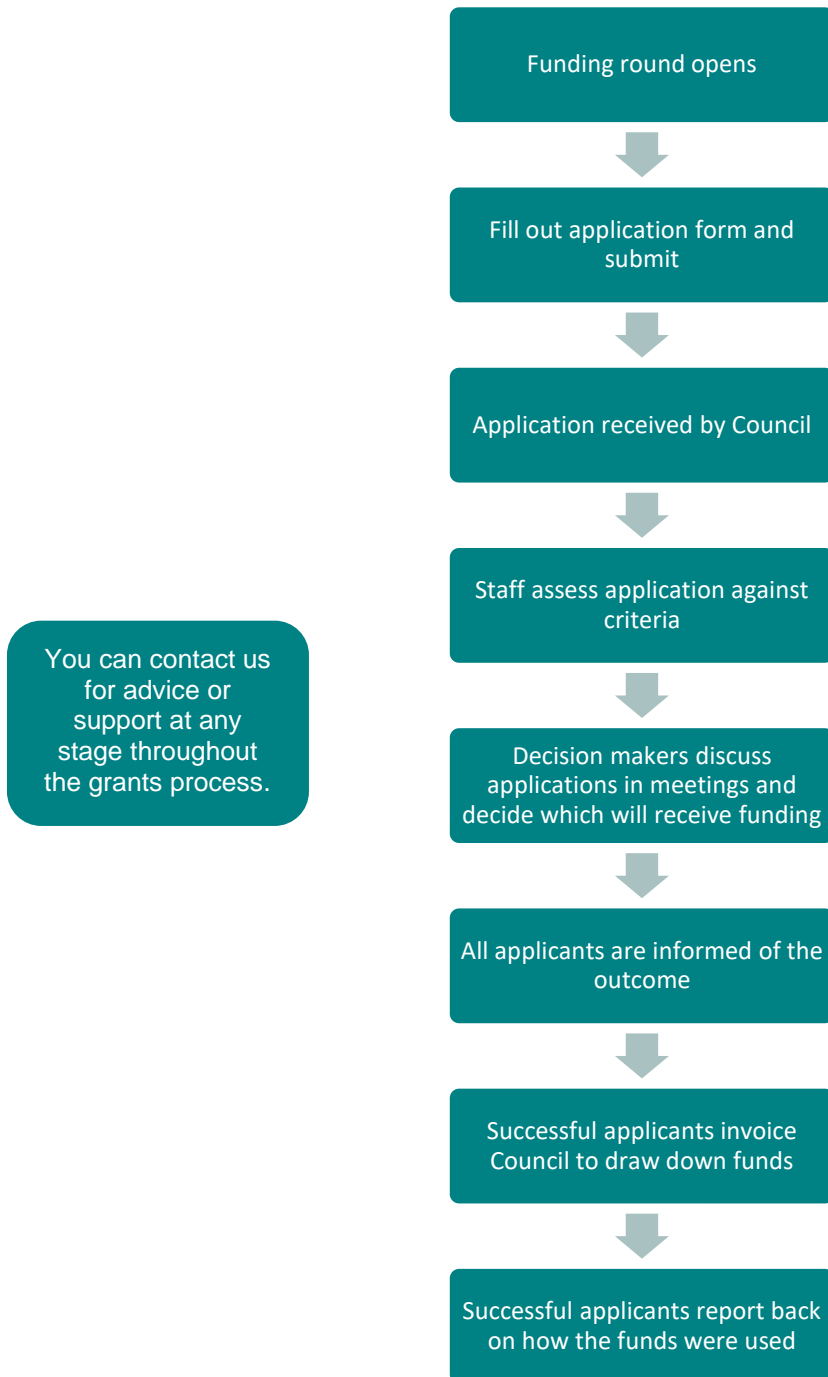 Funding round opens
Fill out application form and
submit
Application received by Council
Staff assess application against
criteria
You can contact us
for advice or
support at any
stage throughout
the grants process.
Decision makers discuss
applications in meetings and
decide which will receive funding
All applicants are informed of the
outcome
Successful applicants invoice
Council to draw down funds
Successful applicants report back
on how the funds were used